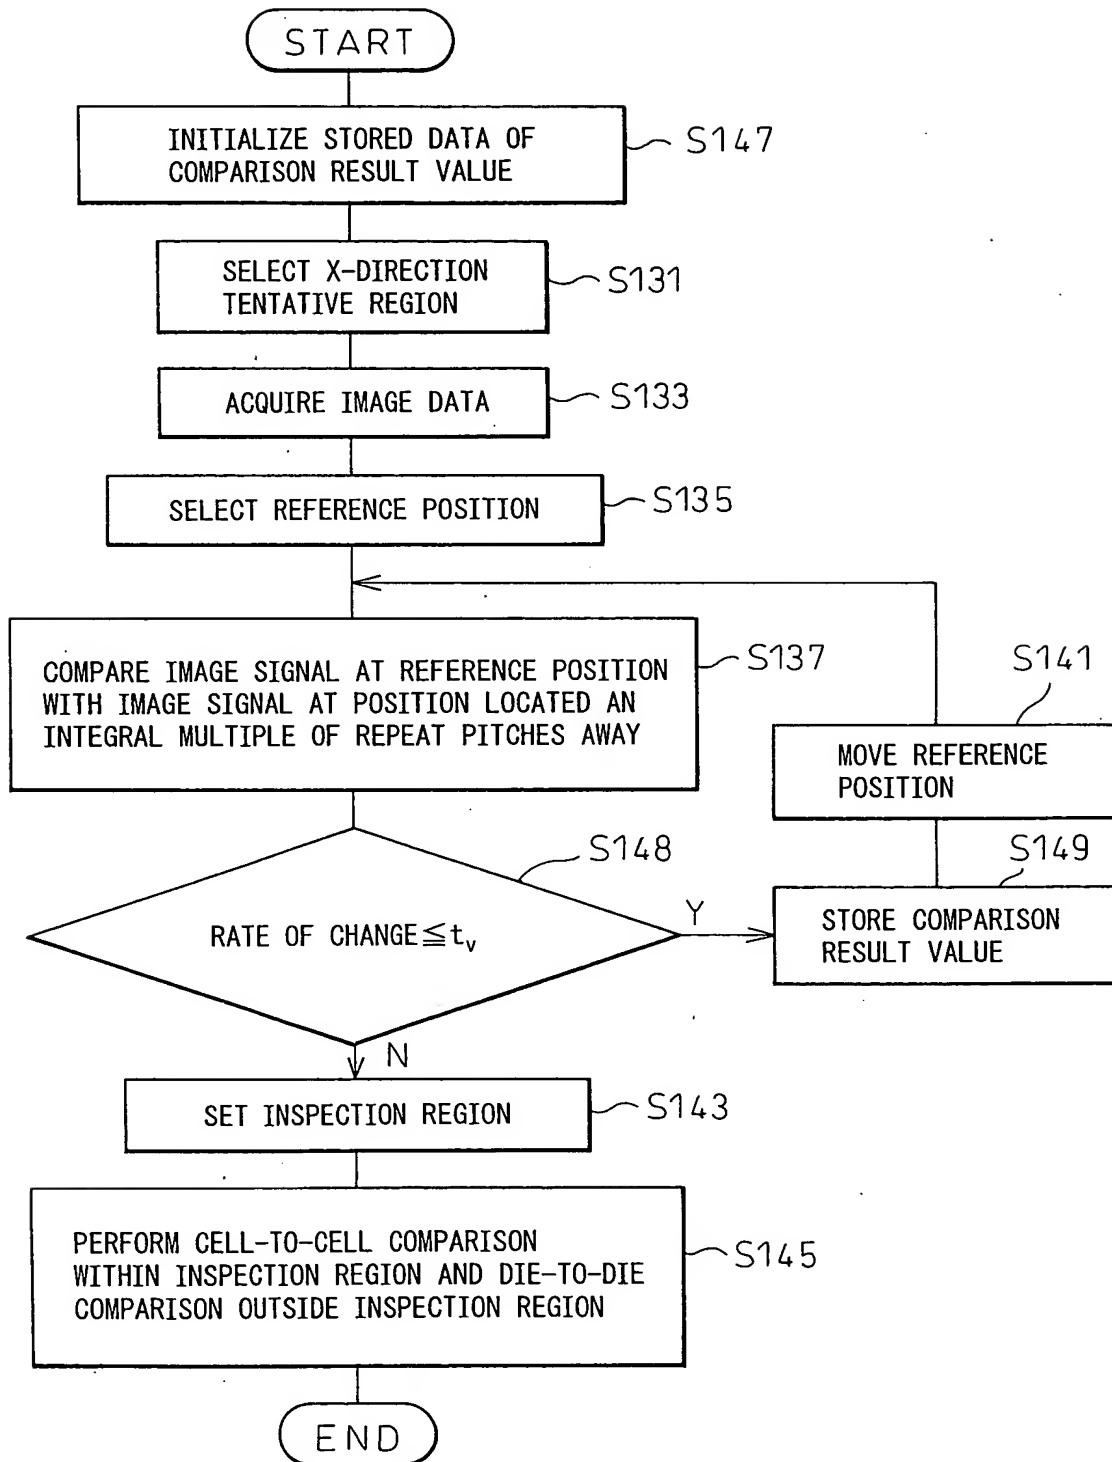 START
INITIALIZE STORED DATA OF
COMPARISON RESULT VALUE
S147
SELECT X-DIRECTION
TENTATIVE REGION
S131
ACQUIRE IMAGE DATA
S133
SELECT REFERENCE POSITION
S135
COMPARE IMAGE SIGNAL AT REFERENCE POSITION
WITH IMAGE SIGNAL AT POSITION LOCATED AN
INTEGRAL MULTIPLE OF REPEAT PITCHES AWAY
S137
S141
MOVE REFERENCE
POSITION
S148
RATE OF CHANGE≦tv
Y
S149
STORE COMPARISON
RESULT VALUE
N
SET INSPECTION REGION
S143
PERFORM CELL-TO-CELL COMPARISON
WITHIN INSPECTION REGION AND DIE-TO-DIE
COMPARISON OUTSIDE INSPECTION REGION
S145
END